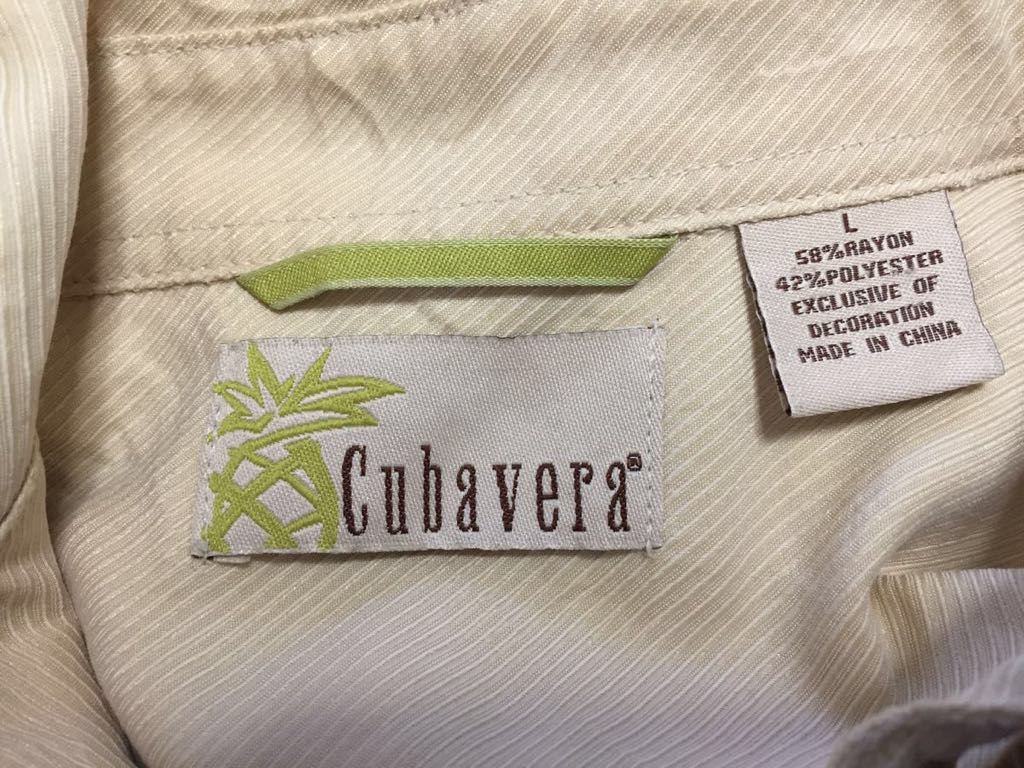 L
58%RAYON
42%POLYESTER
EXCLUSIVE OF
DECORATION
MADE IN CHINA
Cubavera®